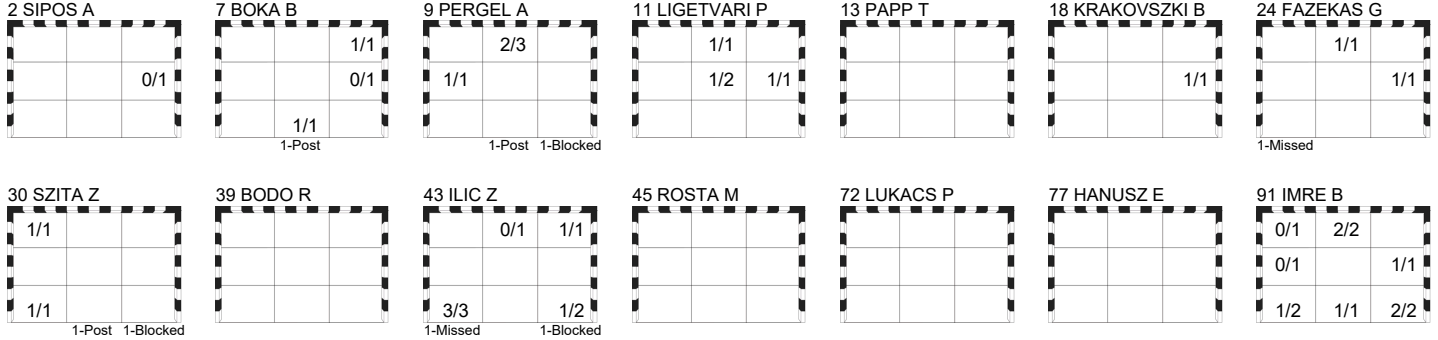 2 SIPOS A 7 BOKA B 9 PERGEL A 11 LIGETVARI P 13 PAPP T 18 KRAKOVSZKI B 24 FAZEKAS G
1/1 2/3 1/1 1/1
0/1 0/1 1/1 1/2 1/1 1/1 1/1
1/1
1-Post 1-Post 1-Blocked 1-Missed
30 SZITA Z 39 BODO R 43 ILIC Z 45 ROSTA M 72 LUKACS P 77 HANUSZ E 91 IMRE B
1/1 0/1 1/1 0/1 2/2
0/1 1/1
1/1 3/3 1/2 1/2 1/1 2/2
1-Post 1-Blocked 1-Missed 1-Blocked